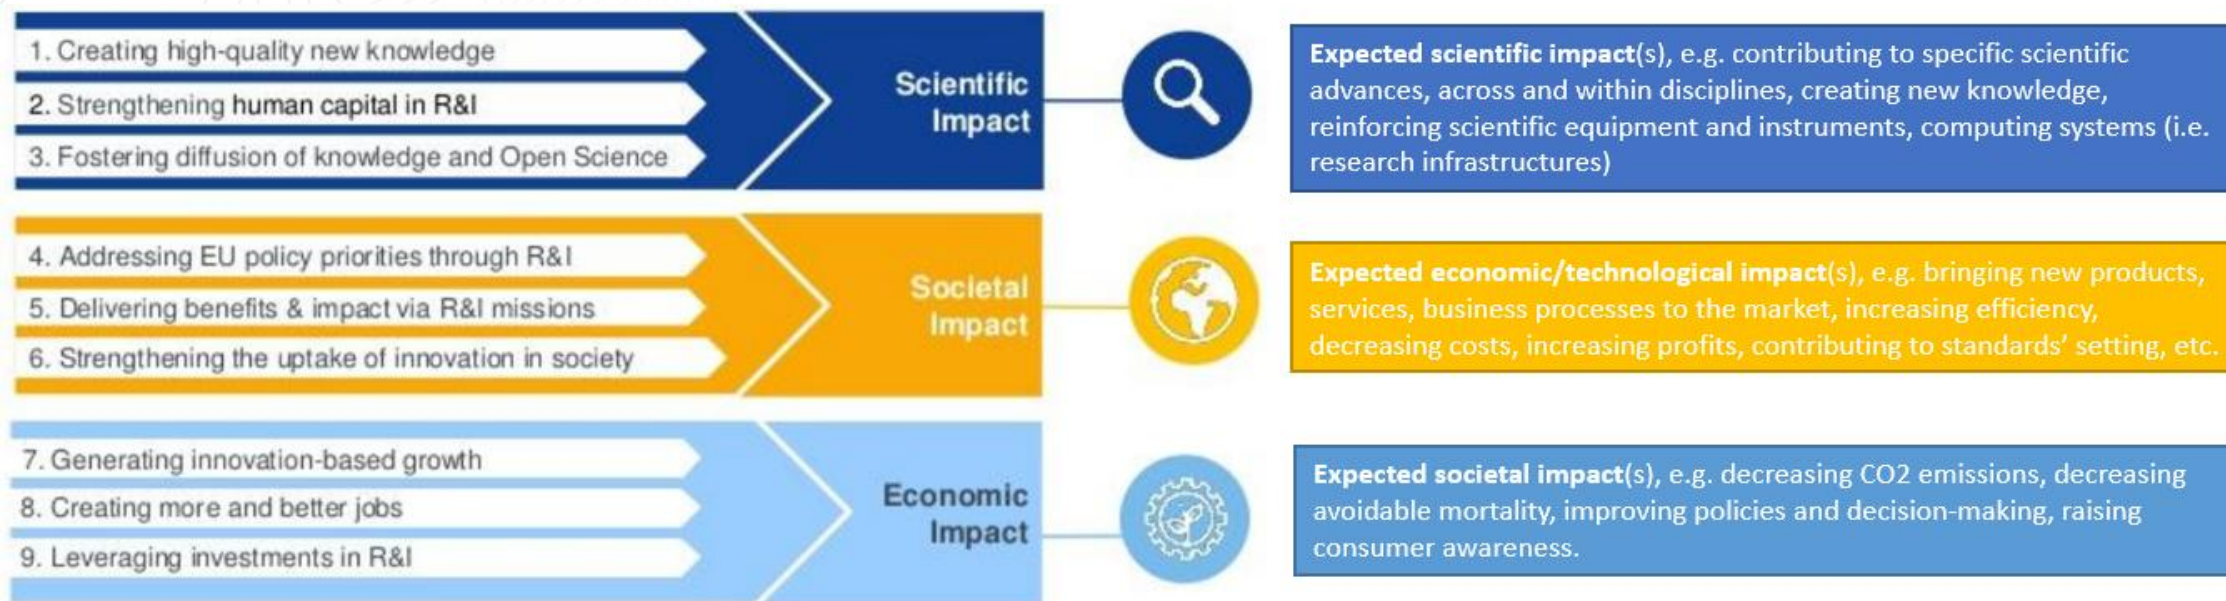 1. Creating high-quality new knowledge
2. Strengthening human capital in R&I
3. Fostering diffusion of knowledge and Open Science
Scientific
Impact
Expected scientific impact(s), e.g. contributing to specific scientific
advances, across and within disciplines, creating new knowledge,
reinforcing scientific equipment and instruments, computing systems (i.e.
research infrastructures)
4. Addressing EU policy priorities through R&I
5. Delivering benefits & impact via R&I missions
6. Strengthening the uptake of innovation in society
Societal
Impact
Expected economic/technological impact(s), e.g. bringing new products,
services, business processes to the market, increasing efficiency,
decreasing costs, increasing profits, contributing to standards' setting, etc.
7. Generating innovation-based growth
8. Creating more and better jobs
9. Leveraging investments in R&I
Economic
Impact
Expected societal impact(s), e.g. decreasing CO2 emissions, decreasing
avoidable mortality, improving policies and decision-making, raising
consumer awareness.